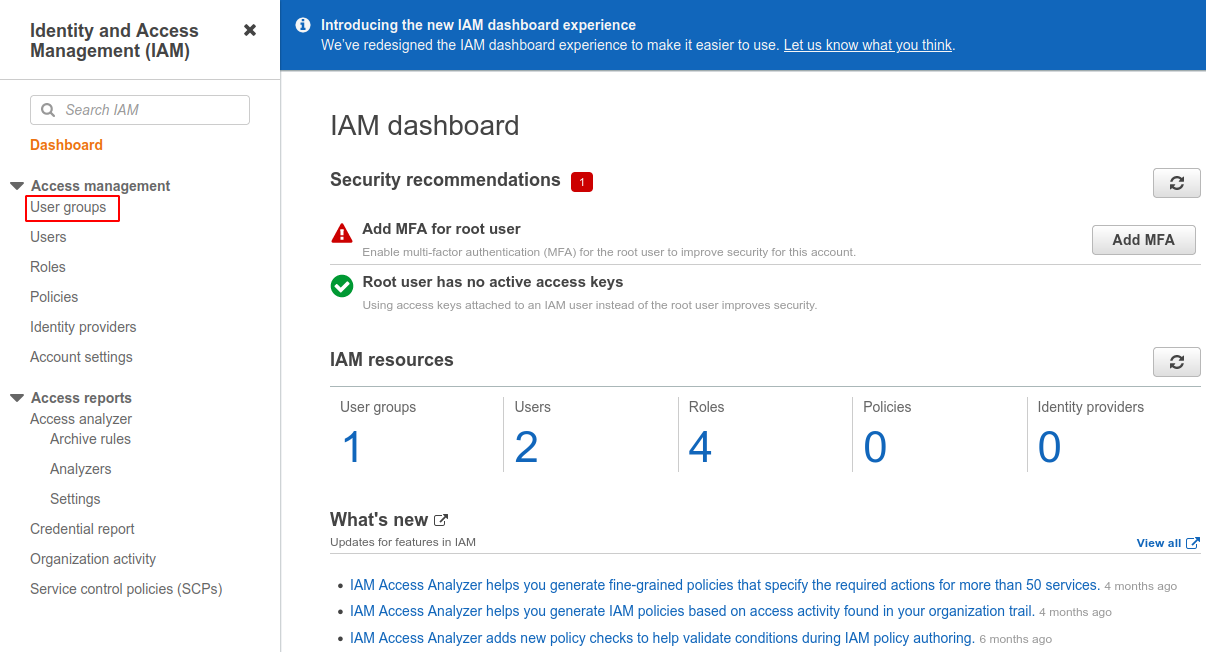 Identity and Access
Management (IAM)
Search IAM
Dashboard
Access management
User groups
Users
Roles
Policies
Identity providers
Account settings
Access reports
Access analyzer
Archive rules
Analyzers
Settings
Credential report
Organization activity
Service control policies (SCPs)
Introducing the new IAM dashboard experience
We've redesigned the IAM dashboard experience to make it easier to use. Let us know what you think.
IAM dashboard
Security recommendations 1
Add MFA for root user
Enable multi-factor authentication (MFA) for the root user to improve security for this account.
Add MFA
Root user has no active access keys
Using access keys attached to an IAM user instead of the root user improves security.
IAM resources
User groups Users Roles Policies Identity providers
1 2 4 0 0
What's new
Updates for features in IAM
View all
• IAM Access Analyzer helps you generate fine-grained policies that specify the required actions for more than 50 services. 4 months ago
• IAM Access Analyzer helps you generate IAM policies based on access activity found in your organization trail. 4 months ago
• IAM Access Analyzer adds new policy checks to help validate conditions during IAM policy authoring. 6 months ago